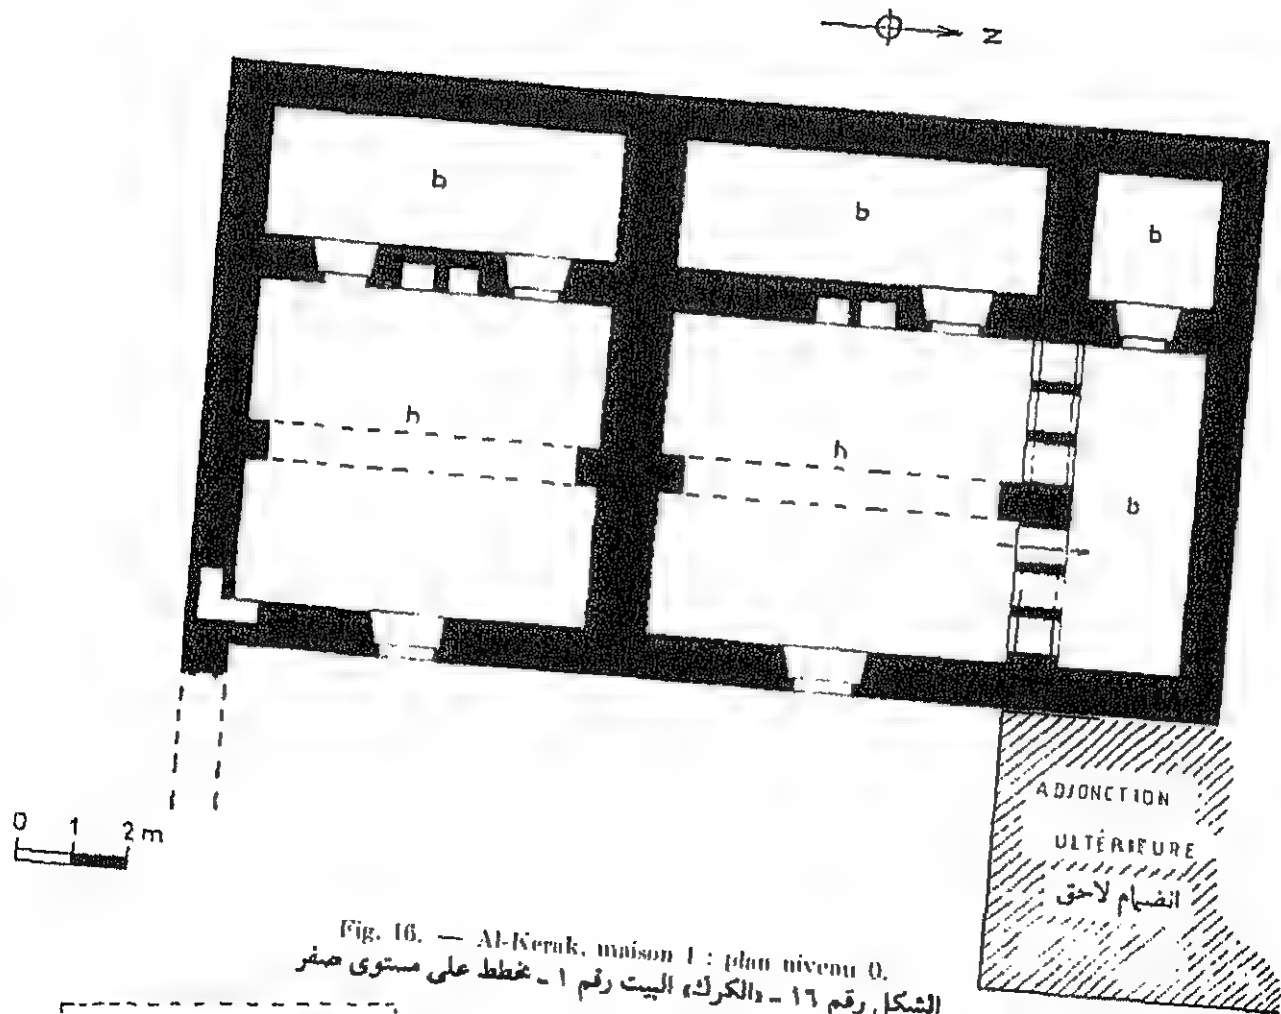 N
b
b
b
h
h
b
0 1 2 m
ADJONCTION
ULTÉRIEURE
انضمام لاحق
Fig. 16. — Al-Kerak, maison 1 : plan niveau 0.
الشكل رقم ١٦ ـ «الكرك» البيت رقم ١ ـ مخطط على مستوى صفر